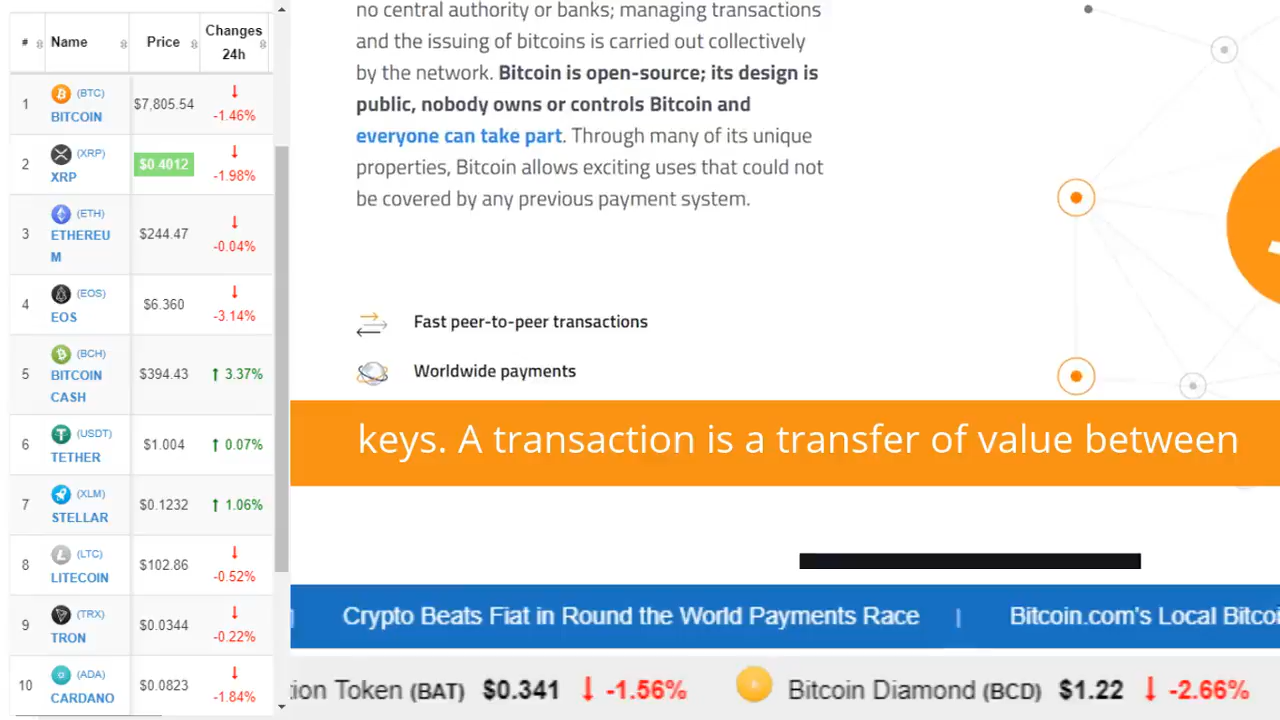 # Name Price Changes 24h
1 (BTC) BITCOIN $7,805.54 ↓ -1.46%
2 (XRP) XRP $0.4012 ↓ -1.98%
3 (ETH) ETHEREUM $244.47 ↓ -0.04%
4 (EOS) EOS $6.360 ↓ -3.14%
5 (BCH) BITCOIN CASH $394.43 ↑ 3.37%
6 (USDT) TETHER $1.004 ↑ 0.07%
7 (XLM) STELLAR $0.1232 ↑ 1.06%
8 (LTC) LITECOIN $102.86 ↓ -0.52%
9 (TRX) TRON $0.0344 ↓ -0.22%
10 (ADA) CARDANO $0.0823 ↓ -1.84%
no central authority or banks; managing transactions
and the issuing of bitcoins is carried out collectively
by the network. Bitcoin is open-source; its design is
public, nobody owns or controls Bitcoin and
everyone can take part. Through many of its unique
properties, Bitcoin allows exciting uses that could not
be covered by any previous payment system.
Fast peer-to-peer transactions
Worldwide payments
keys. A transaction is a transfer of value between
| Crypto Beats Fiat in Round the World Payments Race | Bitcoin.com's Local Bitco
tion Token (BAT) $0.341 ↓ -1.56% Bitcoin Diamond (BCD) $1.22 ↓ -2.66%